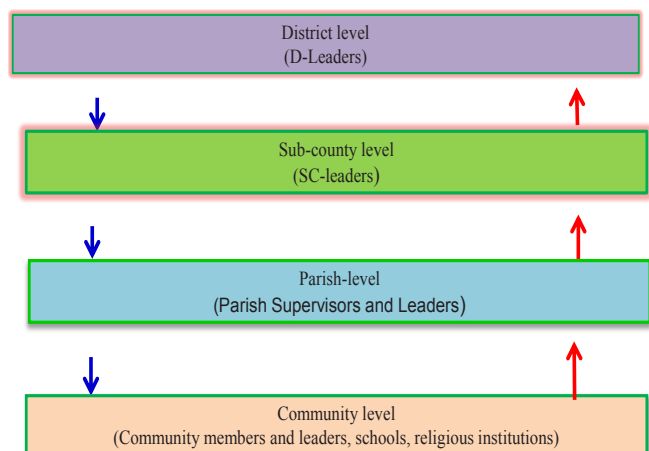 District level
(D-Leaders)
Sub-county level
(SC-leaders)
Parish-level
(Parish Supervisors and Leaders)
Community level
(Community members and leaders, schools, religious institutions)